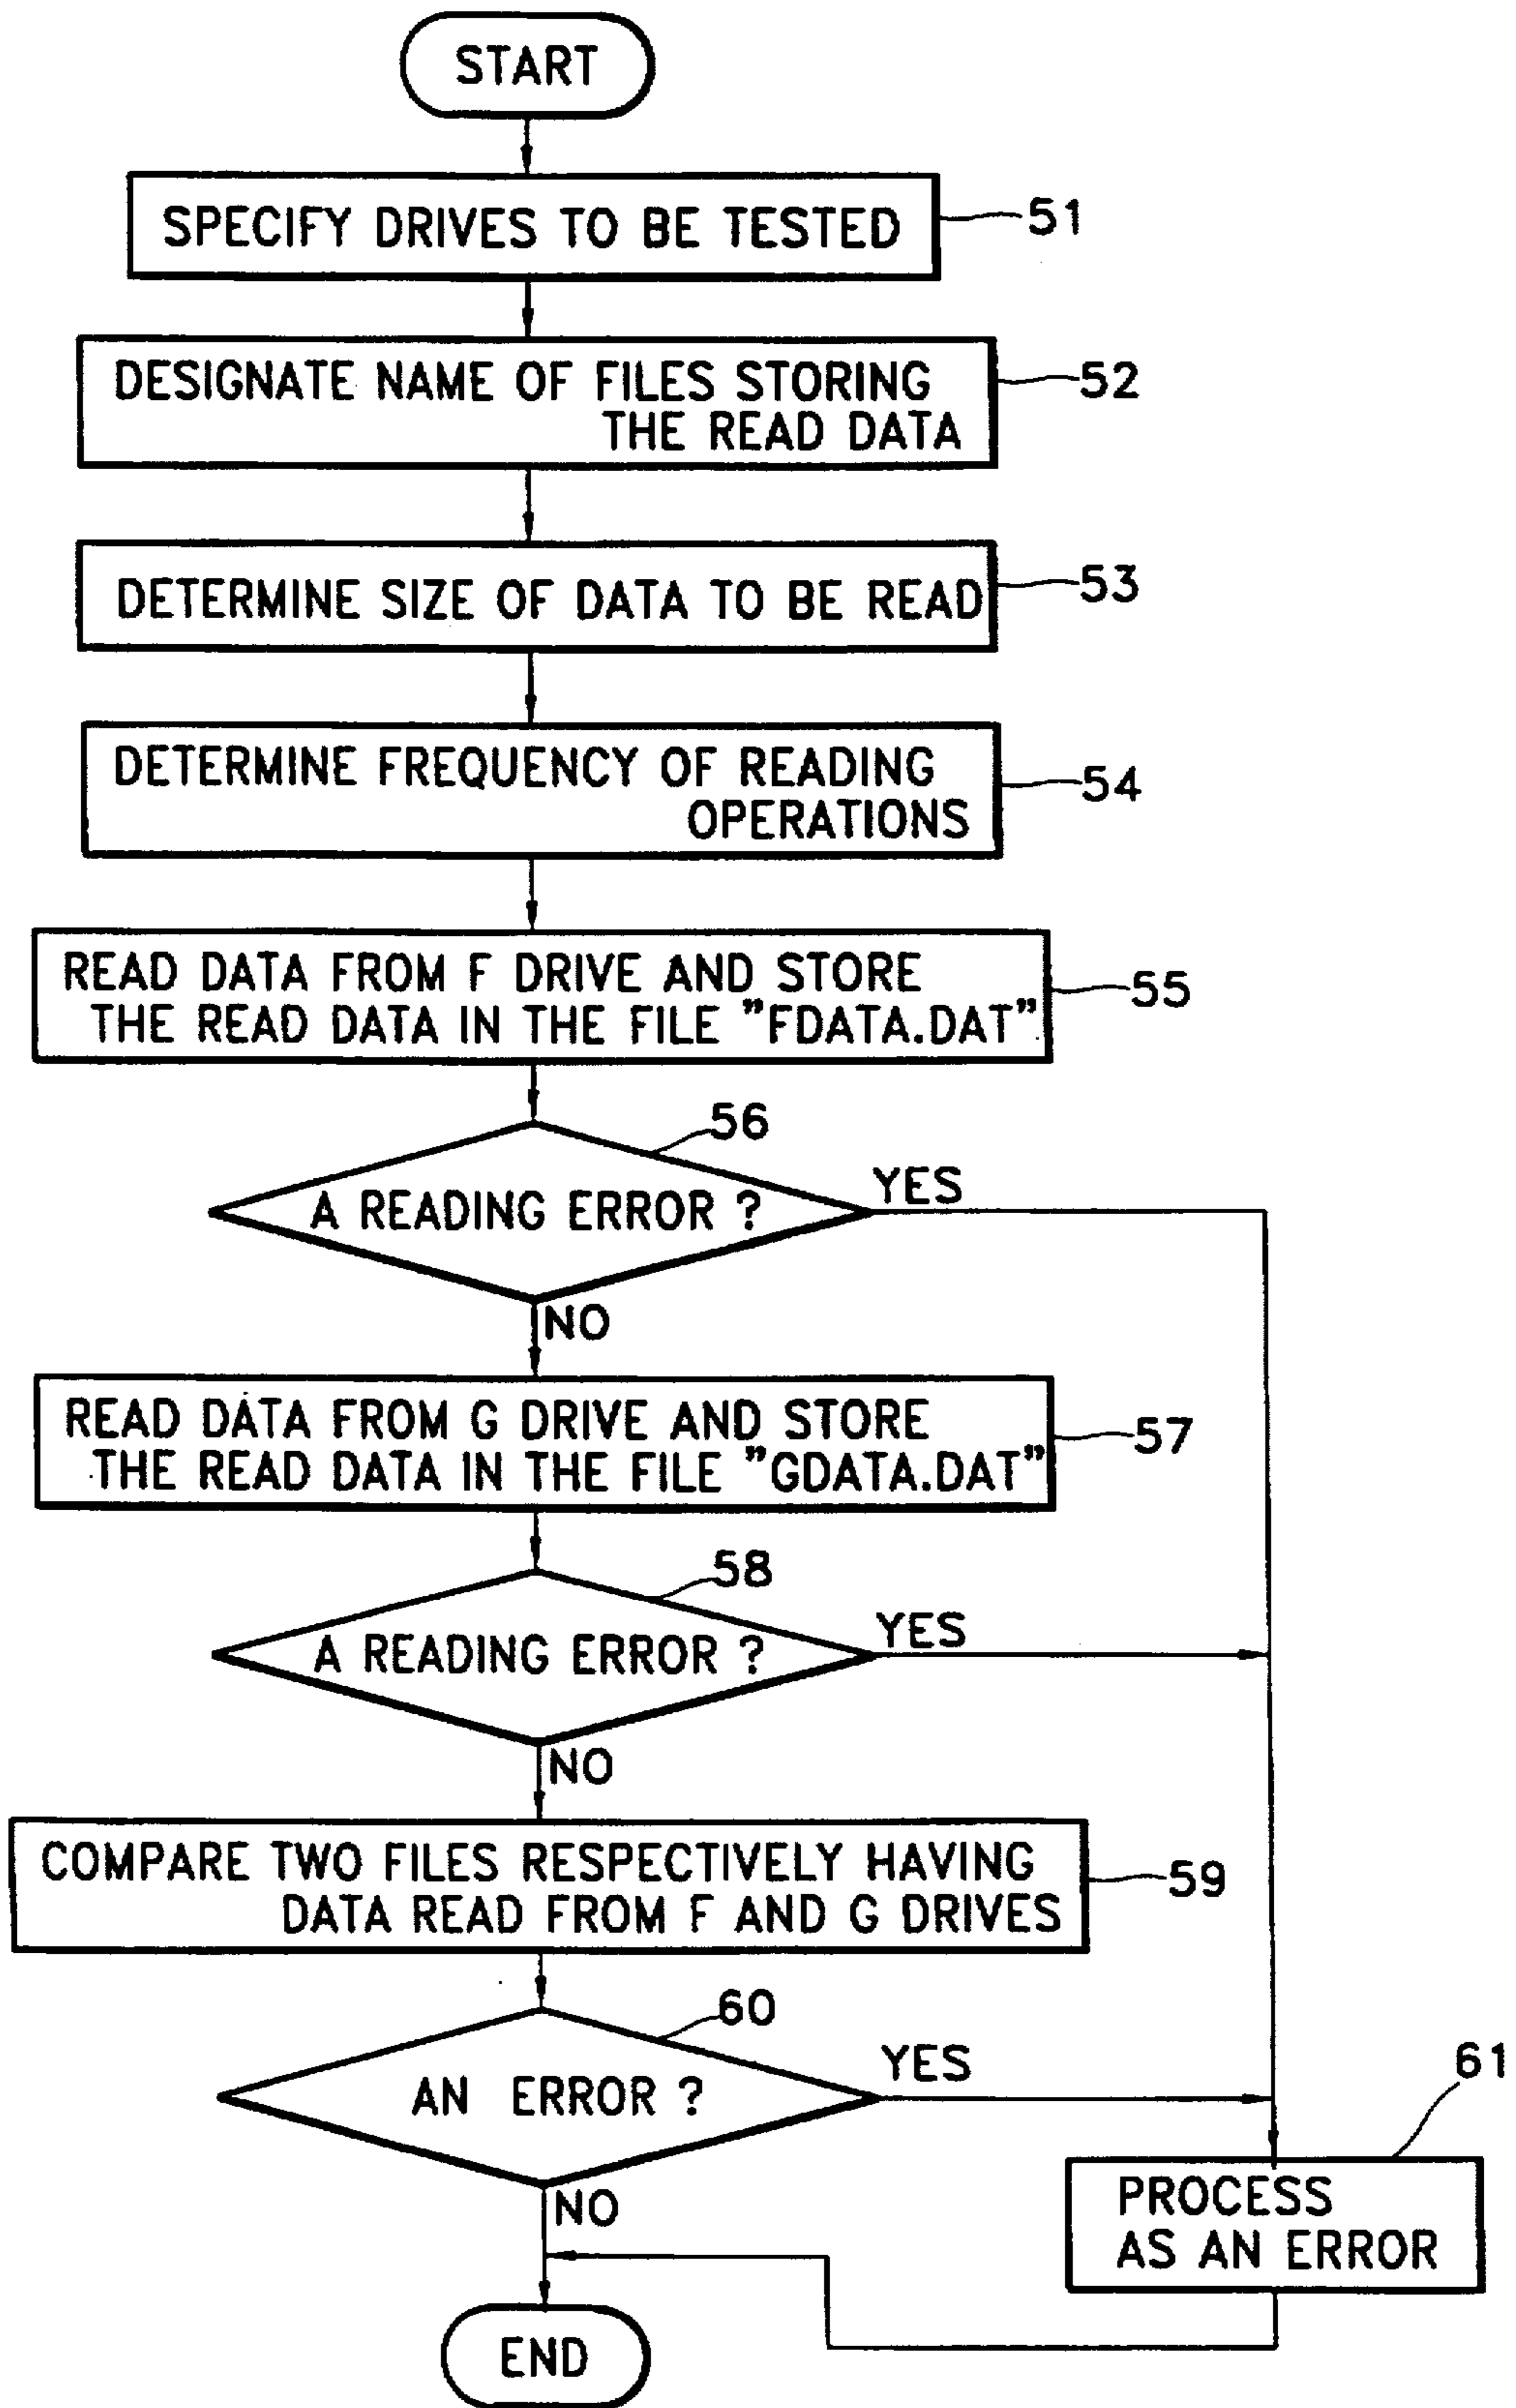 START
SPECIFY DRIVES TO BE TESTED
51
DESIGNATE NAME OF FILES STORING
THE READ DATA
52
DETERMINE SIZE OF DATA TO BE READ
53
DETERMINE FREQUENCY OF READING
OPERATIONS
54
READ DATA FROM F DRIVE AND STORE
THE READ DATA IN THE FILE "FDATA.DAT"
55
56
A READING ERROR ?
YES
NO
READ DATA FROM G DRIVE AND STORE
THE READ DATA IN THE FILE "GDATA.DAT"
57
58
A READING ERROR ?
YES
NO
COMPARE TWO FILES RESPECTIVELY HAVING
DATA READ FROM F AND G DRIVES
59
60
AN ERROR ?
YES
NO
61
PROCESS
AS AN ERROR
END